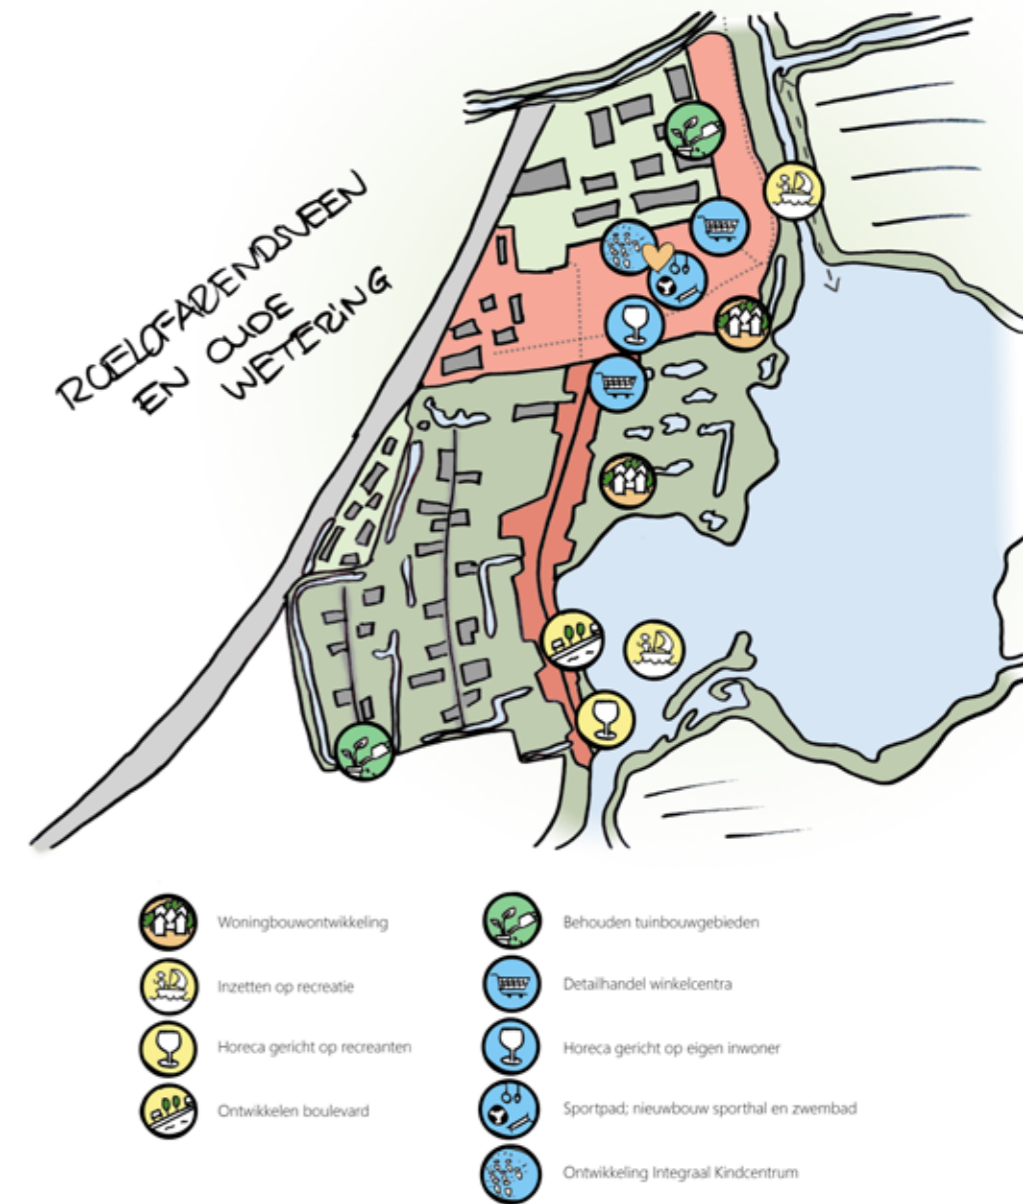 ROELOFARENDSVEEN
EN OUDE
WETERING
Woningbouwontwikkeling
Inzetten op recreatie
Horeca gericht op recreanten
Ontwikkelen boulevard
Behouden tuinbouwgebieden
Detailhandel winkelcentra
Horeca gericht op eigen inwoner
Sportpad; nieuwbouw sporthal en zwembad
Ontwikkeling Integraal Kindcentrum